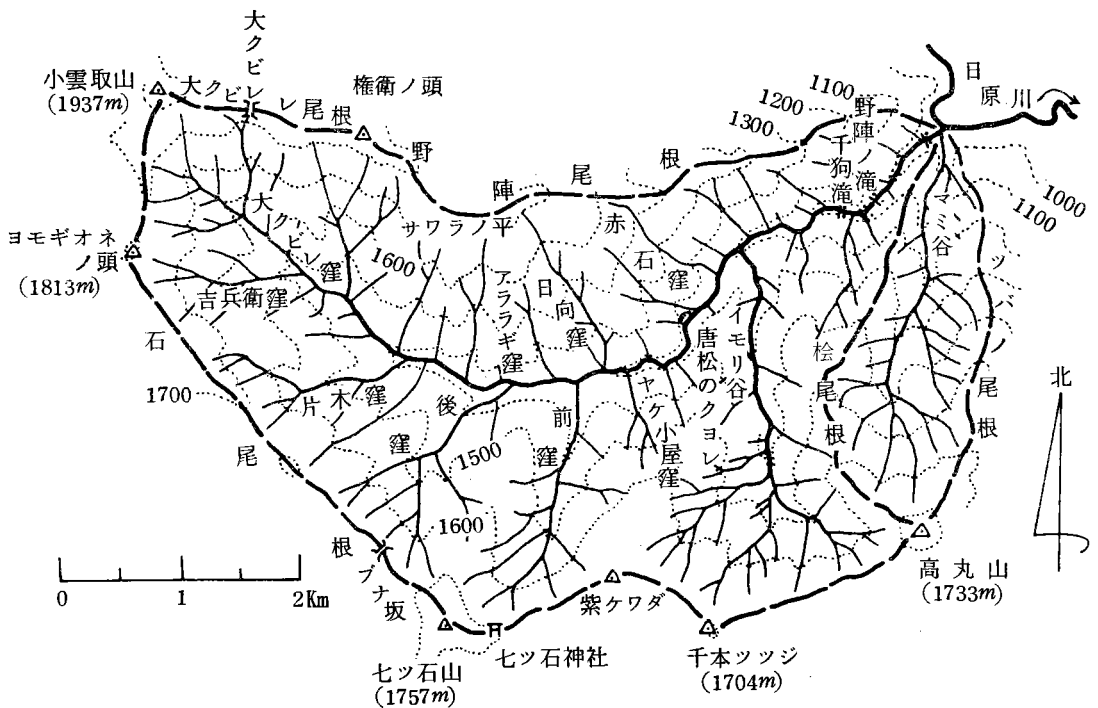 大クビレ
小雲取山
(1937m)
大クビレ尾根
権衛ノ頭
日原川
1100
1200
1300
野陣ノ滝
千狗滝
野陣尾根
1000
1100
サワラノ平
赤石窪
マミ谷
ヨモギオネ
ノ頭
(1813m)
大クビレ窪
1600
アララギ窪
日向窪
吉兵衛窪
ツバノ尾根
石尾根
唐松のクヨレ
イモリ谷
桧尾根
1700
片木窪
後窪
前窪
ヤケ小屋窪
北
1500
1600
ブナ坂
高丸山
(1733m)
0 1 2Km
紫ケワダ
七ツ石山
(1757m)
七ツ石神社
千本ツツジ
(1704m)